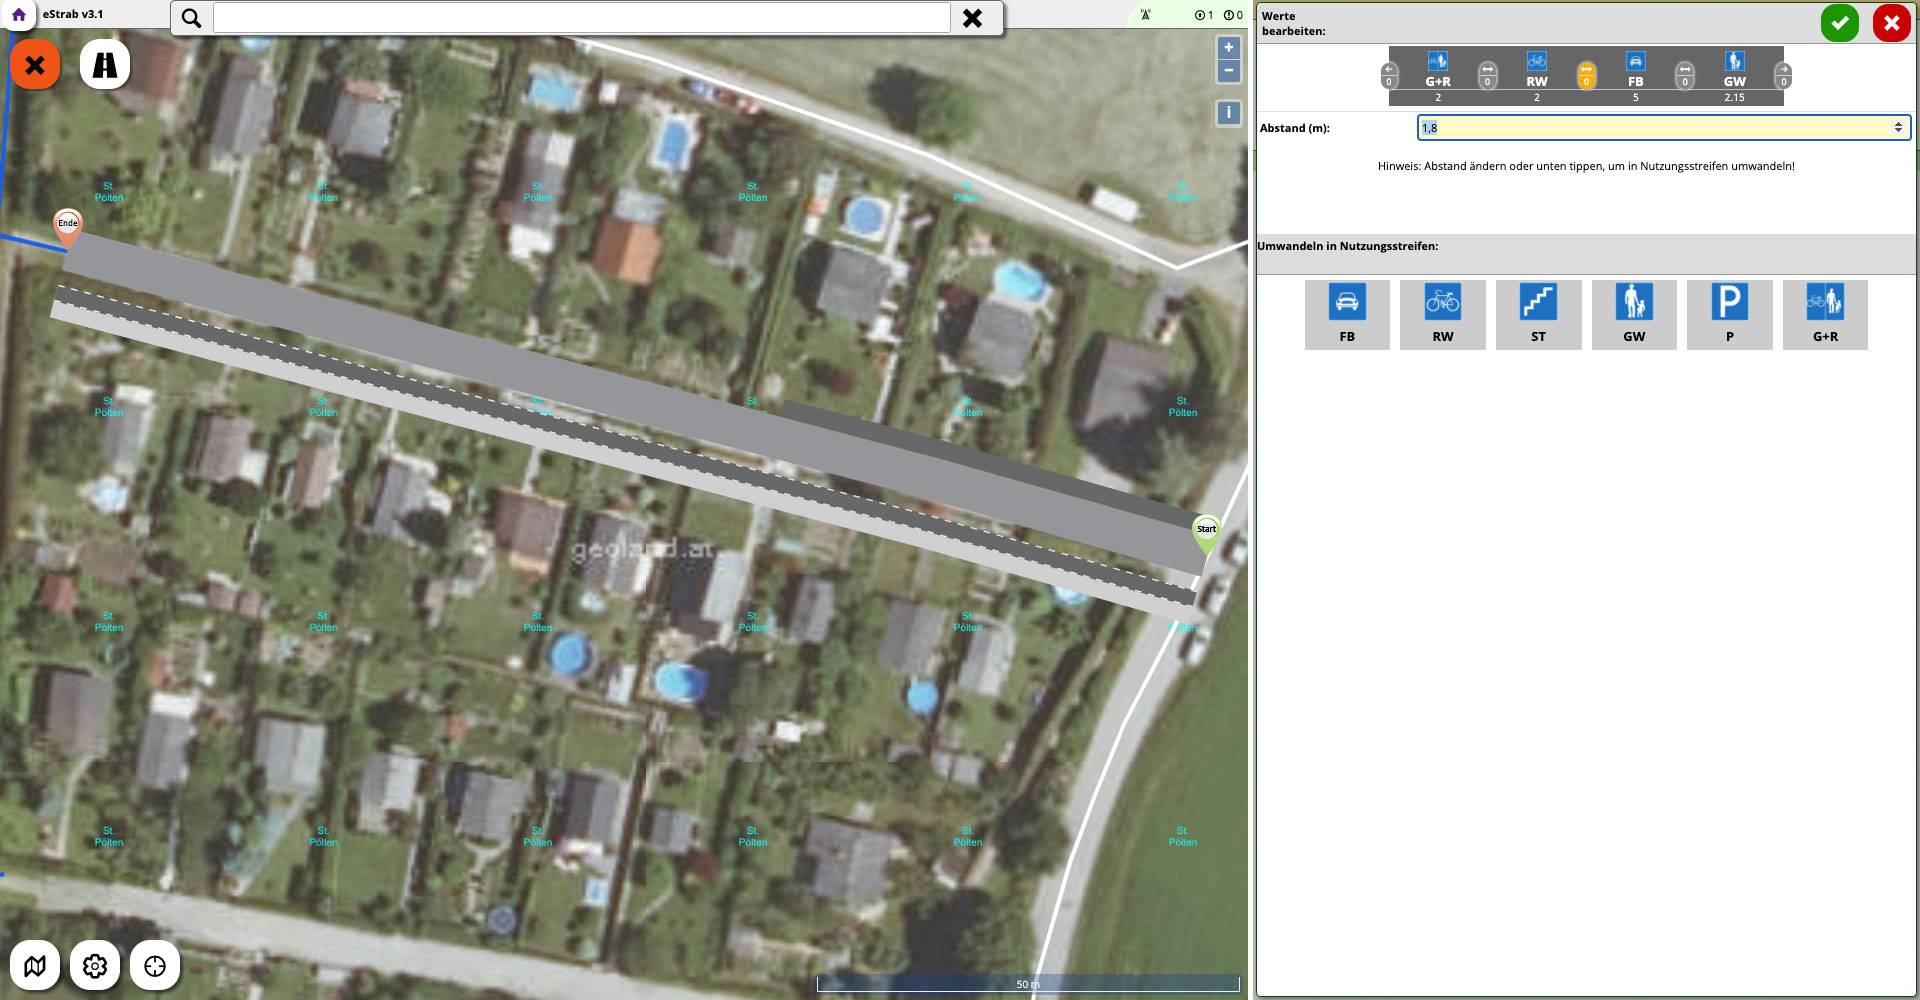 eStrab v3.1
1
0
Werte
bearbeiten:
G+R
RW
FB
GW
0
0
0
0
0
2
2
5
2.15
Abstand (m):
1,8
Hinweis: Abstand ändern oder unten tippen, um in Nutzungsstreifen umwandeln!
Umwandeln in Nutzungsstreifen:
FB
RW
ST
GW
P
G+R
+
−
i
St.
Pölten
St.
Pölten
St.
Pölten
St.
Pölten
St.
Pölten
St.
Pölten
Ende
St.
Pölten
St.
Pölten
St.
St.
St.
Pölten
St.
Pölten
Start
geoland.at
St.
Pölten
St.
Pölten
St.
Pölten
St.
Pölten
St.
Pölten
Pölten
St.
Pölten
St.
Pölten
St.
Pölten
St.
Pölten
St.
Pölten
St.
Pölten
50 m